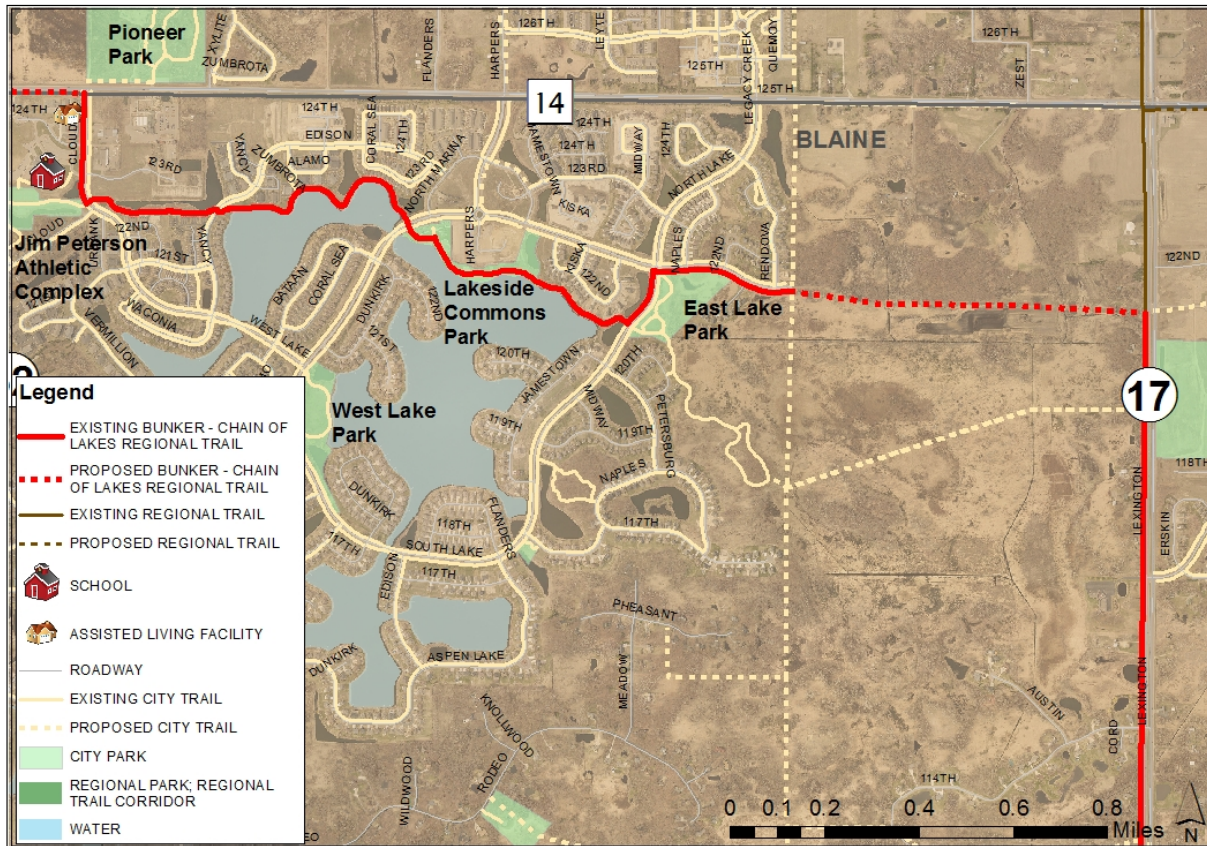 Pioneer
Park
XYLITE
ZUMBROTA
FLANDERS
HARPERS
126TH
LEYTE
125TH
LEGACY CREEK
QUEMOY
126TH
ZEST
125TH
14
124TH
CLOUD
124TH
EDISON
CORAL SEA
124TH
YANCY
ZUMBROTA
ALAMO
123RD
123RD
NORTH MARINA
JAMESTOWN
124TH
124TH
123RD
MIDWAY
124TH
NORTH LAKE
KISKA
BLAINE
CLOUD
URBANK
122ND
YANCY
121ST
Jim Peterson
Athletic
Complex
WACONIA
VERMILLION
WEST LAKE
BATAAN
CORAL SEA
DUNKIRK
121ST
122ND
HARPERS
KISKA
122ND
NAPLES
122ND
RENDOVA
122ND
Lakeside
Commons
Park
East Lake
Park
West Lake
Park
120TH
JAMESTOWN
119TH
120TH
MIDWAY
119TH
PETERSBURG
NAPLES
117TH
DUNKIRK
118TH
FLANDERS
SOUTH LAKE
117TH
117TH
EDISON
DUNKIRK
ASPEN LAKE
PHEASANT
MEADOW
KNOLLWOOD
RODEO
WILDWOOD
17
LEXINGTON
118TH
ERSKIN
LEXINGTON
AUSTIN
CORD
114TH
Legend
EXISTING BUNKER - CHAIN OF
LAKES REGIONAL TRAIL
PROPOSED BUNKER - CHAIN
OF LAKES REGIONAL TRAIL
EXISTING REGIONAL TRAIL
PROPOSED REGIONAL TRAIL
SCHOOL
ASSISTED LIVING FACILITY
ROADWAY
EXISTING CITY TRAIL
PROPOSED CITY TRAIL
CITY PARK
REGIONAL PARK; REGIONAL
TRAIL CORRIDOR
WATER
0 0.1 0.2 0.4 0.6 0.8
Miles
N